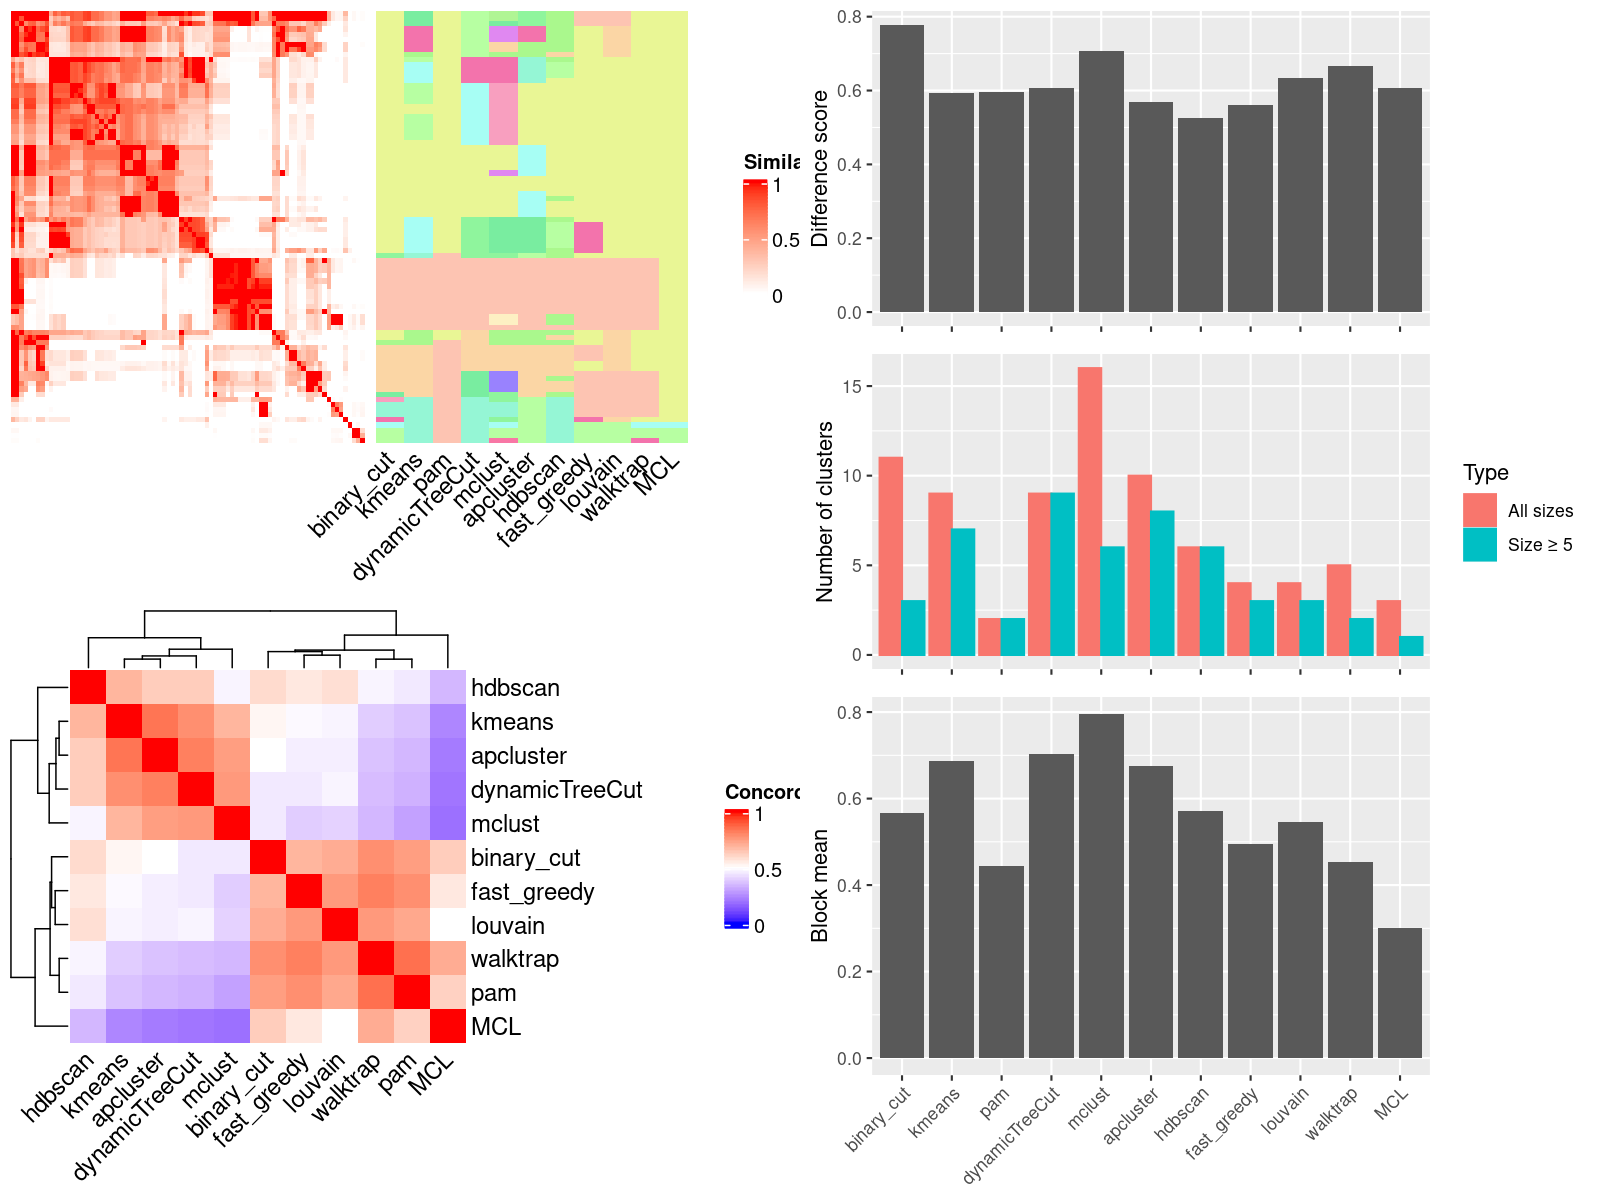 Simila
1
0.5
0
binary_cut
kmeans
pam
dynamicTreeCut
mclust
apcluster
hdbscan
fast_greedy
louvain
walktrap
MCL
hdbscan
kmeans
apcluster
dynamicTreeCut
mclust
binary_cut
fast_greedy
louvain
walktrap
pam
MCL
Concord
1
0.5
0
hdbscan
kmeans
apcluster
dynamicTreeCut
mclust
binary_cut
fast_greedy
louvain
walktrap
pam
MCL
Difference score
0.8
0.6
0.4
0.2
0.0
Number of clusters
15
10
5
0
Type
All sizes
Size ≥ 5
Block mean
0.8
0.6
0.4
0.2
0.0
binary_cut
kmeans
pam
dynamicTreeCut
mclust
apcluster
hdbscan
fast_greedy
louvain
walktrap
MCL